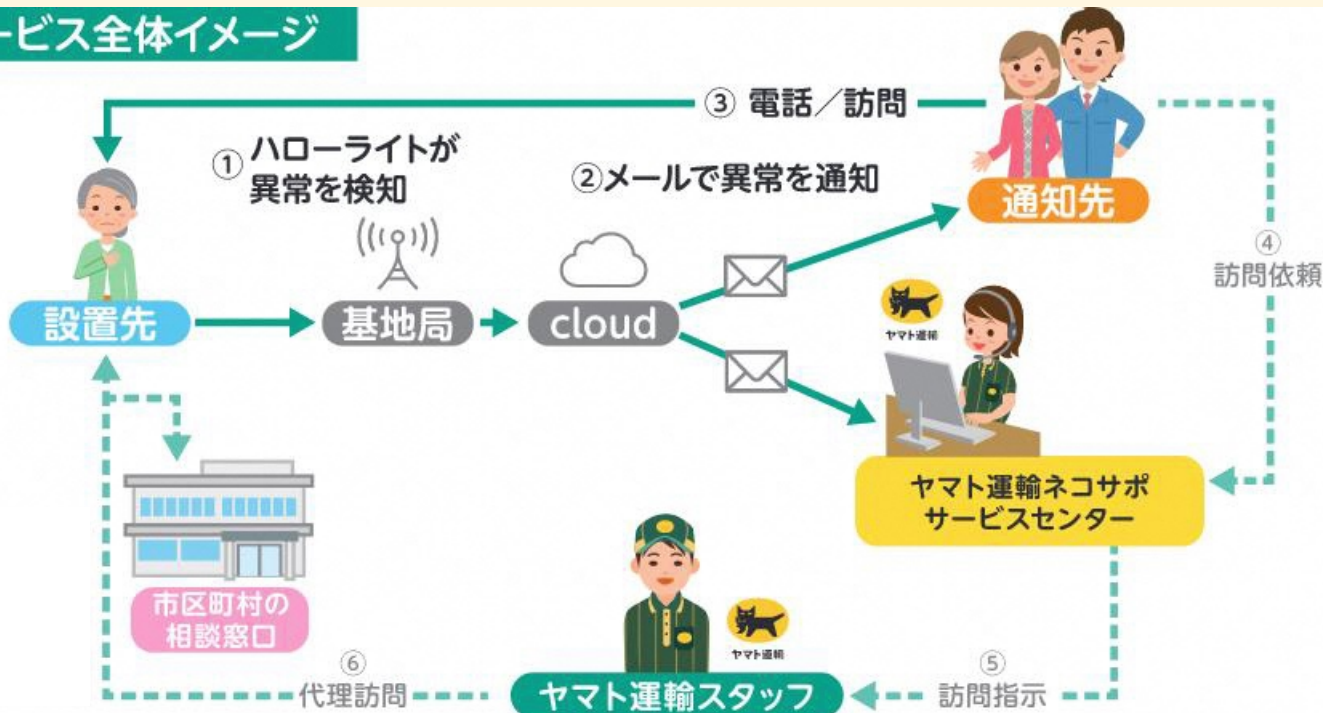 ービス全体イメージ
③ 電話／訪問
① ハローライトが
異常を検知
②メールで異常を通知
通知先
④
訪問依頼
設置先
基地局
cloud
ヤマト運輸
ヤマト運輸ネコサポ
サービスセンター
市区町村の
相談窓口
ヤマト運輸
⑥
代理訪問
ヤマト運輸スタッフ
⑤
訪問指示